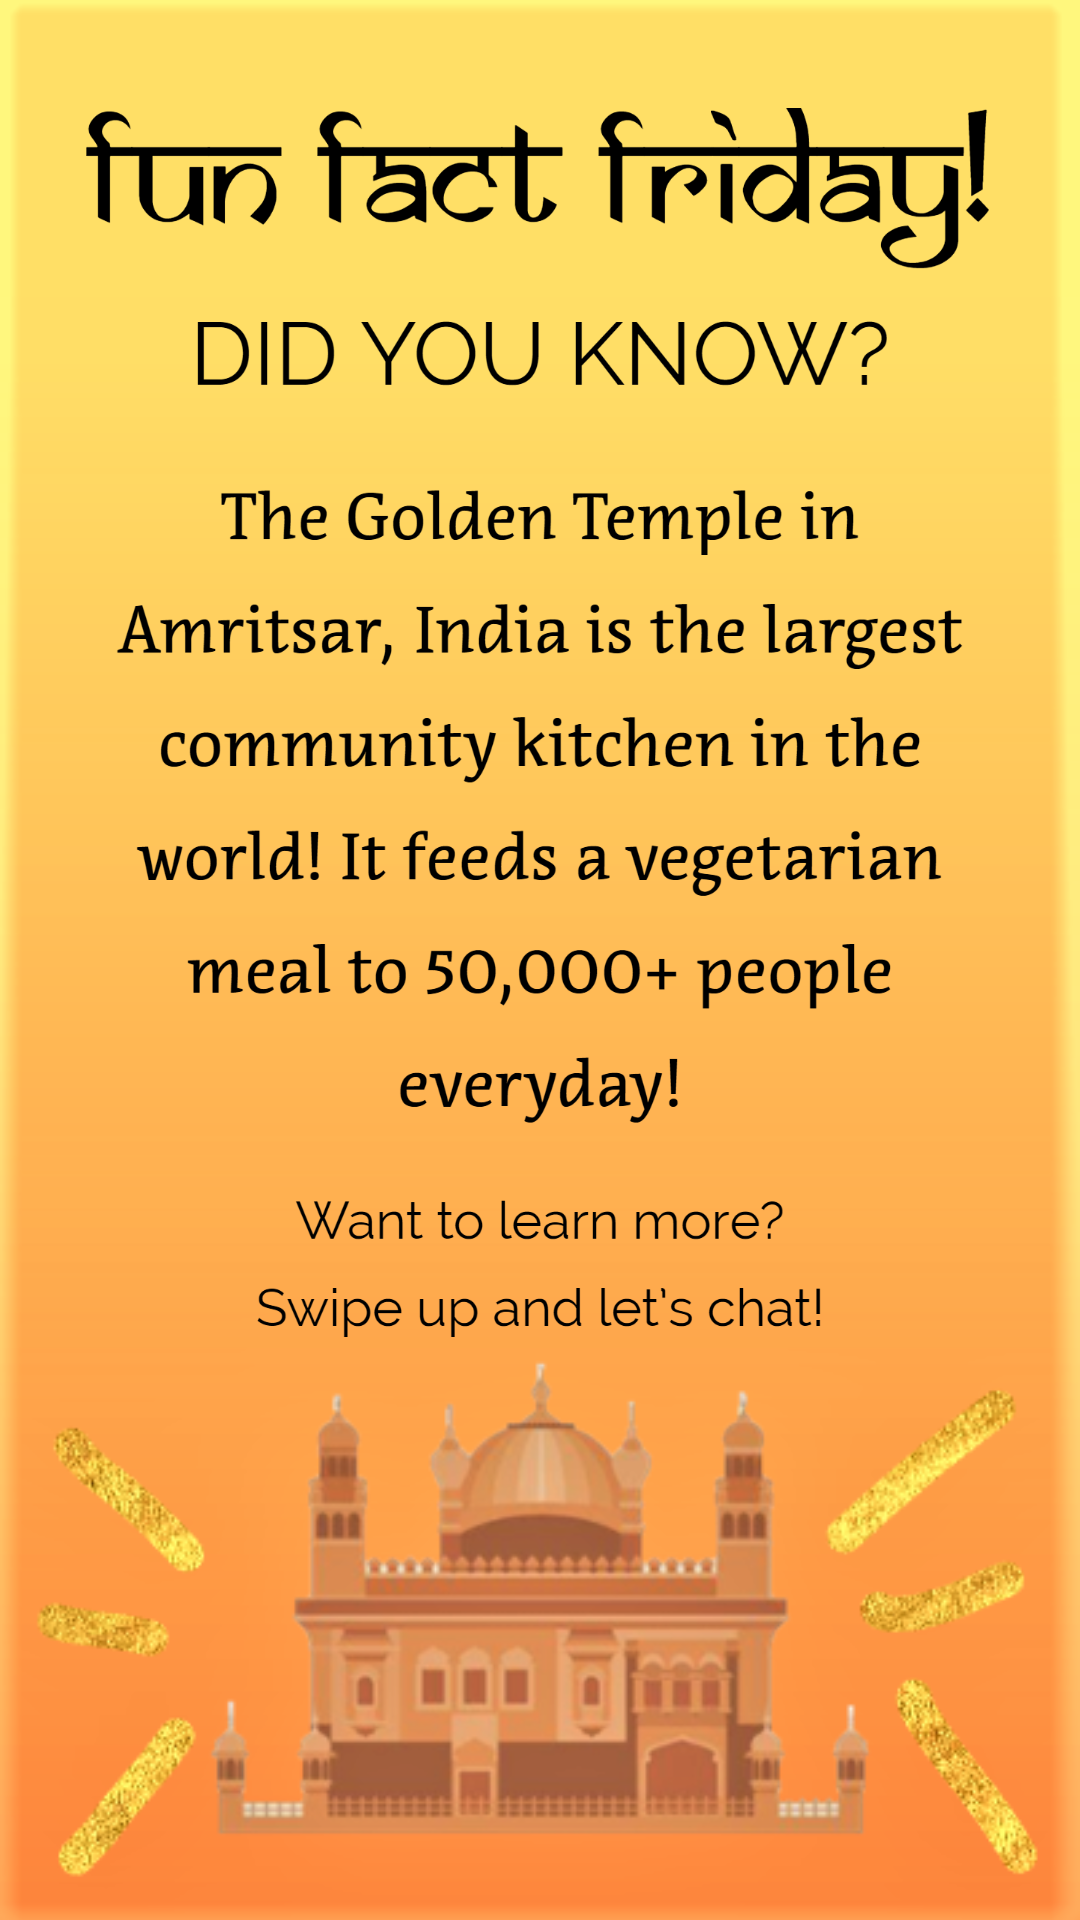 fun fact friday!
DID YOU KNOW?
The Golden Temple in
Amritsar, India is the largest
community kitchen in the
world! It feeds a vegetarian
meal to 50,000+ people
everyday!
Want to learn more?
Swipe up and let's chat!